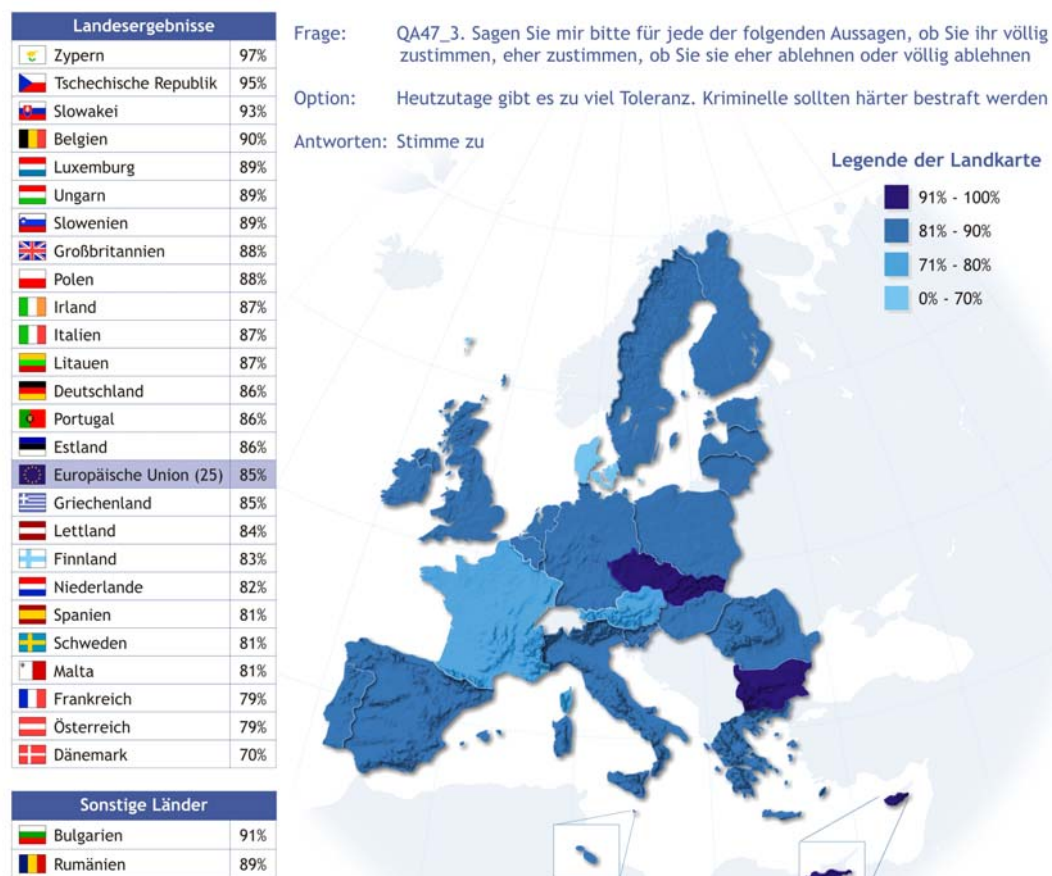 Landesergebnisse
Zypern 97%
Tschechische Republik 95%
Slowakei 93%
Belgien 90%
Luxemburg 89%
Ungarn 89%
Slowenien 89%
Großbritannien 88%
Polen 88%
Irland 87%
Italien 87%
Litauen 87%
Deutschland 86%
Portugal 86%
Estland 86%
Europäische Union (25) 85%
Griechenland 85%
Lettland 84%
Finnland 83%
Niederlande 82%
Spanien 81%
Schweden 81%
Malta 81%
Frankreich 79%
Österreich 79%
Dänemark 70%
Sonstige Länder
Bulgarien 91%
Rumänien 89%
Frage: QA47_3. Sagen Sie mir bitte für jede der folgenden Aussagen, ob Sie ihr völlig
zustimmen, eher zustimmen, ob Sie sie eher ablehnen oder völlig ablehnen
Option: Heutzutage gibt es zu viel Toleranz. Kriminelle sollten härter bestraft werden
Antworten: Stimme zu
Legende der Landkarte
91% - 100%
81% - 90%
71% - 80%
0% - 70%